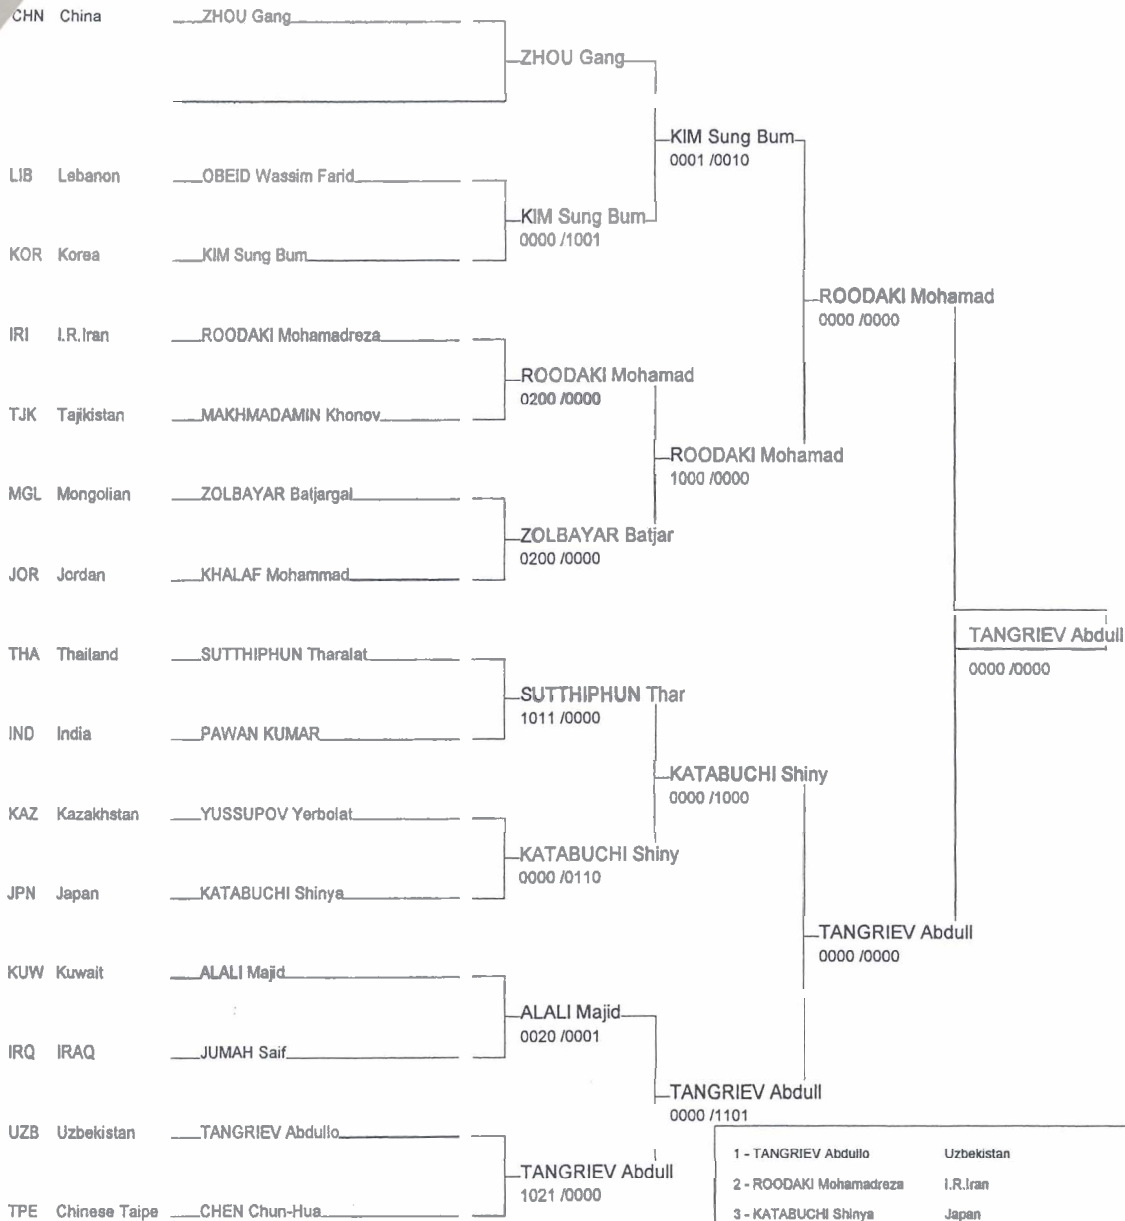 CHN China ZHOU Gang
ZHOU Gang
KIM Sung Bum
0001 /0010
LIB Lebanon OBEID Wassim Farid
KIM Sung Bum
0000 /1001
KOR Korea KIM Sung Bum
ROODAKI Mohamad
0000 /0000
IRI I.R.Iran ROODAKI Mohamadreza
ROODAKI Mohamad
0200 /0000
TJK Tajikistan MAKHMADAMIN Khonov
ROODAKI Mohamad
1000 /0000
MGL Mongolian ZOLBAYAR Batjargal
ZOLBAYAR Batjar
0200 /0000
JOR Jordan KHALAF Mohammad
TANGRIEV Abdull
0000 /0000
THA Thailand SUTTHIPHUN Tharalat
SUTTHIPHUN Thar
1011 /0000
IND India PAWAN KUMAR
KATABUCHI Shiny
0000 /1000
KAZ Kazakhstan YUSSUPOV Yerbolat
KATABUCHI Shiny
0000 /0110
JPN Japan KATABUCHI Shinya
TANGRIEV Abdull
0000 /0000
KUW Kuwait ALALI Majid
ALALI Majid
0020 /0001
IRQ IRAQ JUMAH Saif
TANGRIEV Abdull
0000 /1101
UZB Uzbekistan TANGRIEV Abdullo
TANGRIEV Abdull
1021 /0000
TPE Chinese Taipe CHEN Chun-Hua
1 - TANGRIEV Abdullo Uzbekistan
2 - ROODAKI Mohamadreza I.R.Iran
3 - KATABUCHI Shinya Japan